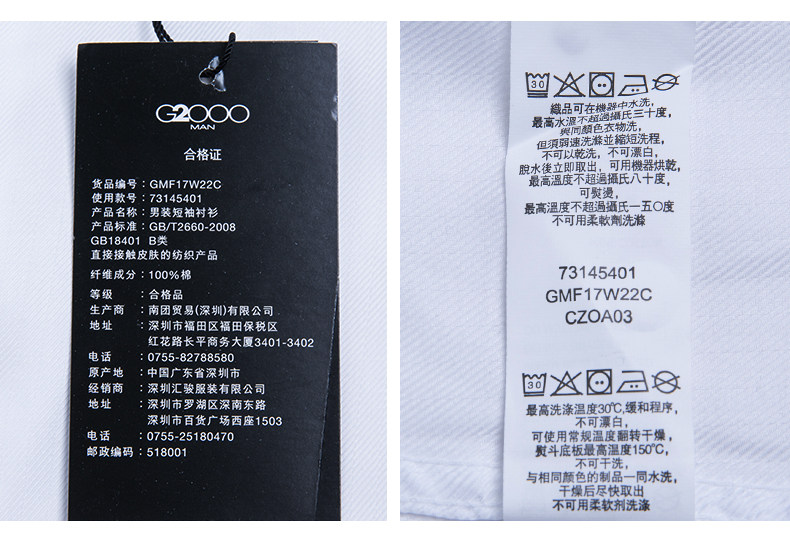 G2000
MAN
合格证
货品编号：GMF17W22C
使用款号：73145401
产品名称：男装短袖衬衫
产品标准：GB/T2660-2008
GB18401 B类
直接接触皮肤的纺织产品
纤维成分：100%棉
等级：合格品
生产商：南团贸易(深圳)有限公司
地址：深圳市福田区福田保税区
红花路长平商务大厦3401-3402
电话：0755-82788580
原产地：中国广东省深圳市
经销商：深圳汇骏服装有限公司
地址：深圳市罗湖区深南东路
深圳市百货广场西座1503
电话：0755-25180470
邮政编码：518001
30
織品可在機器中水洗，
最高水溫不超過攝氏三十度，
與同顏色衣物洗，
但須弱速洗滌並縮短洗程，
不可以乾洗，不可漂白，
脫水後立即取出，可用機器烘乾，
最高溫度不超過攝氏八十度，
可熨燙，
最高溫度不超過攝氏一五〇度
不可用柔軟劑洗滌
73145401
GMF17W22C
CZOA03
30
最高洗涤温度30℃,缓和程序，
不可漂白，
可使用常规温度翻转干燥，
熨斗底板最高温度150℃，
不可干洗，
与相同颜色的制品一同水洗，
干燥后尽快取出
不可用柔软剂洗涤